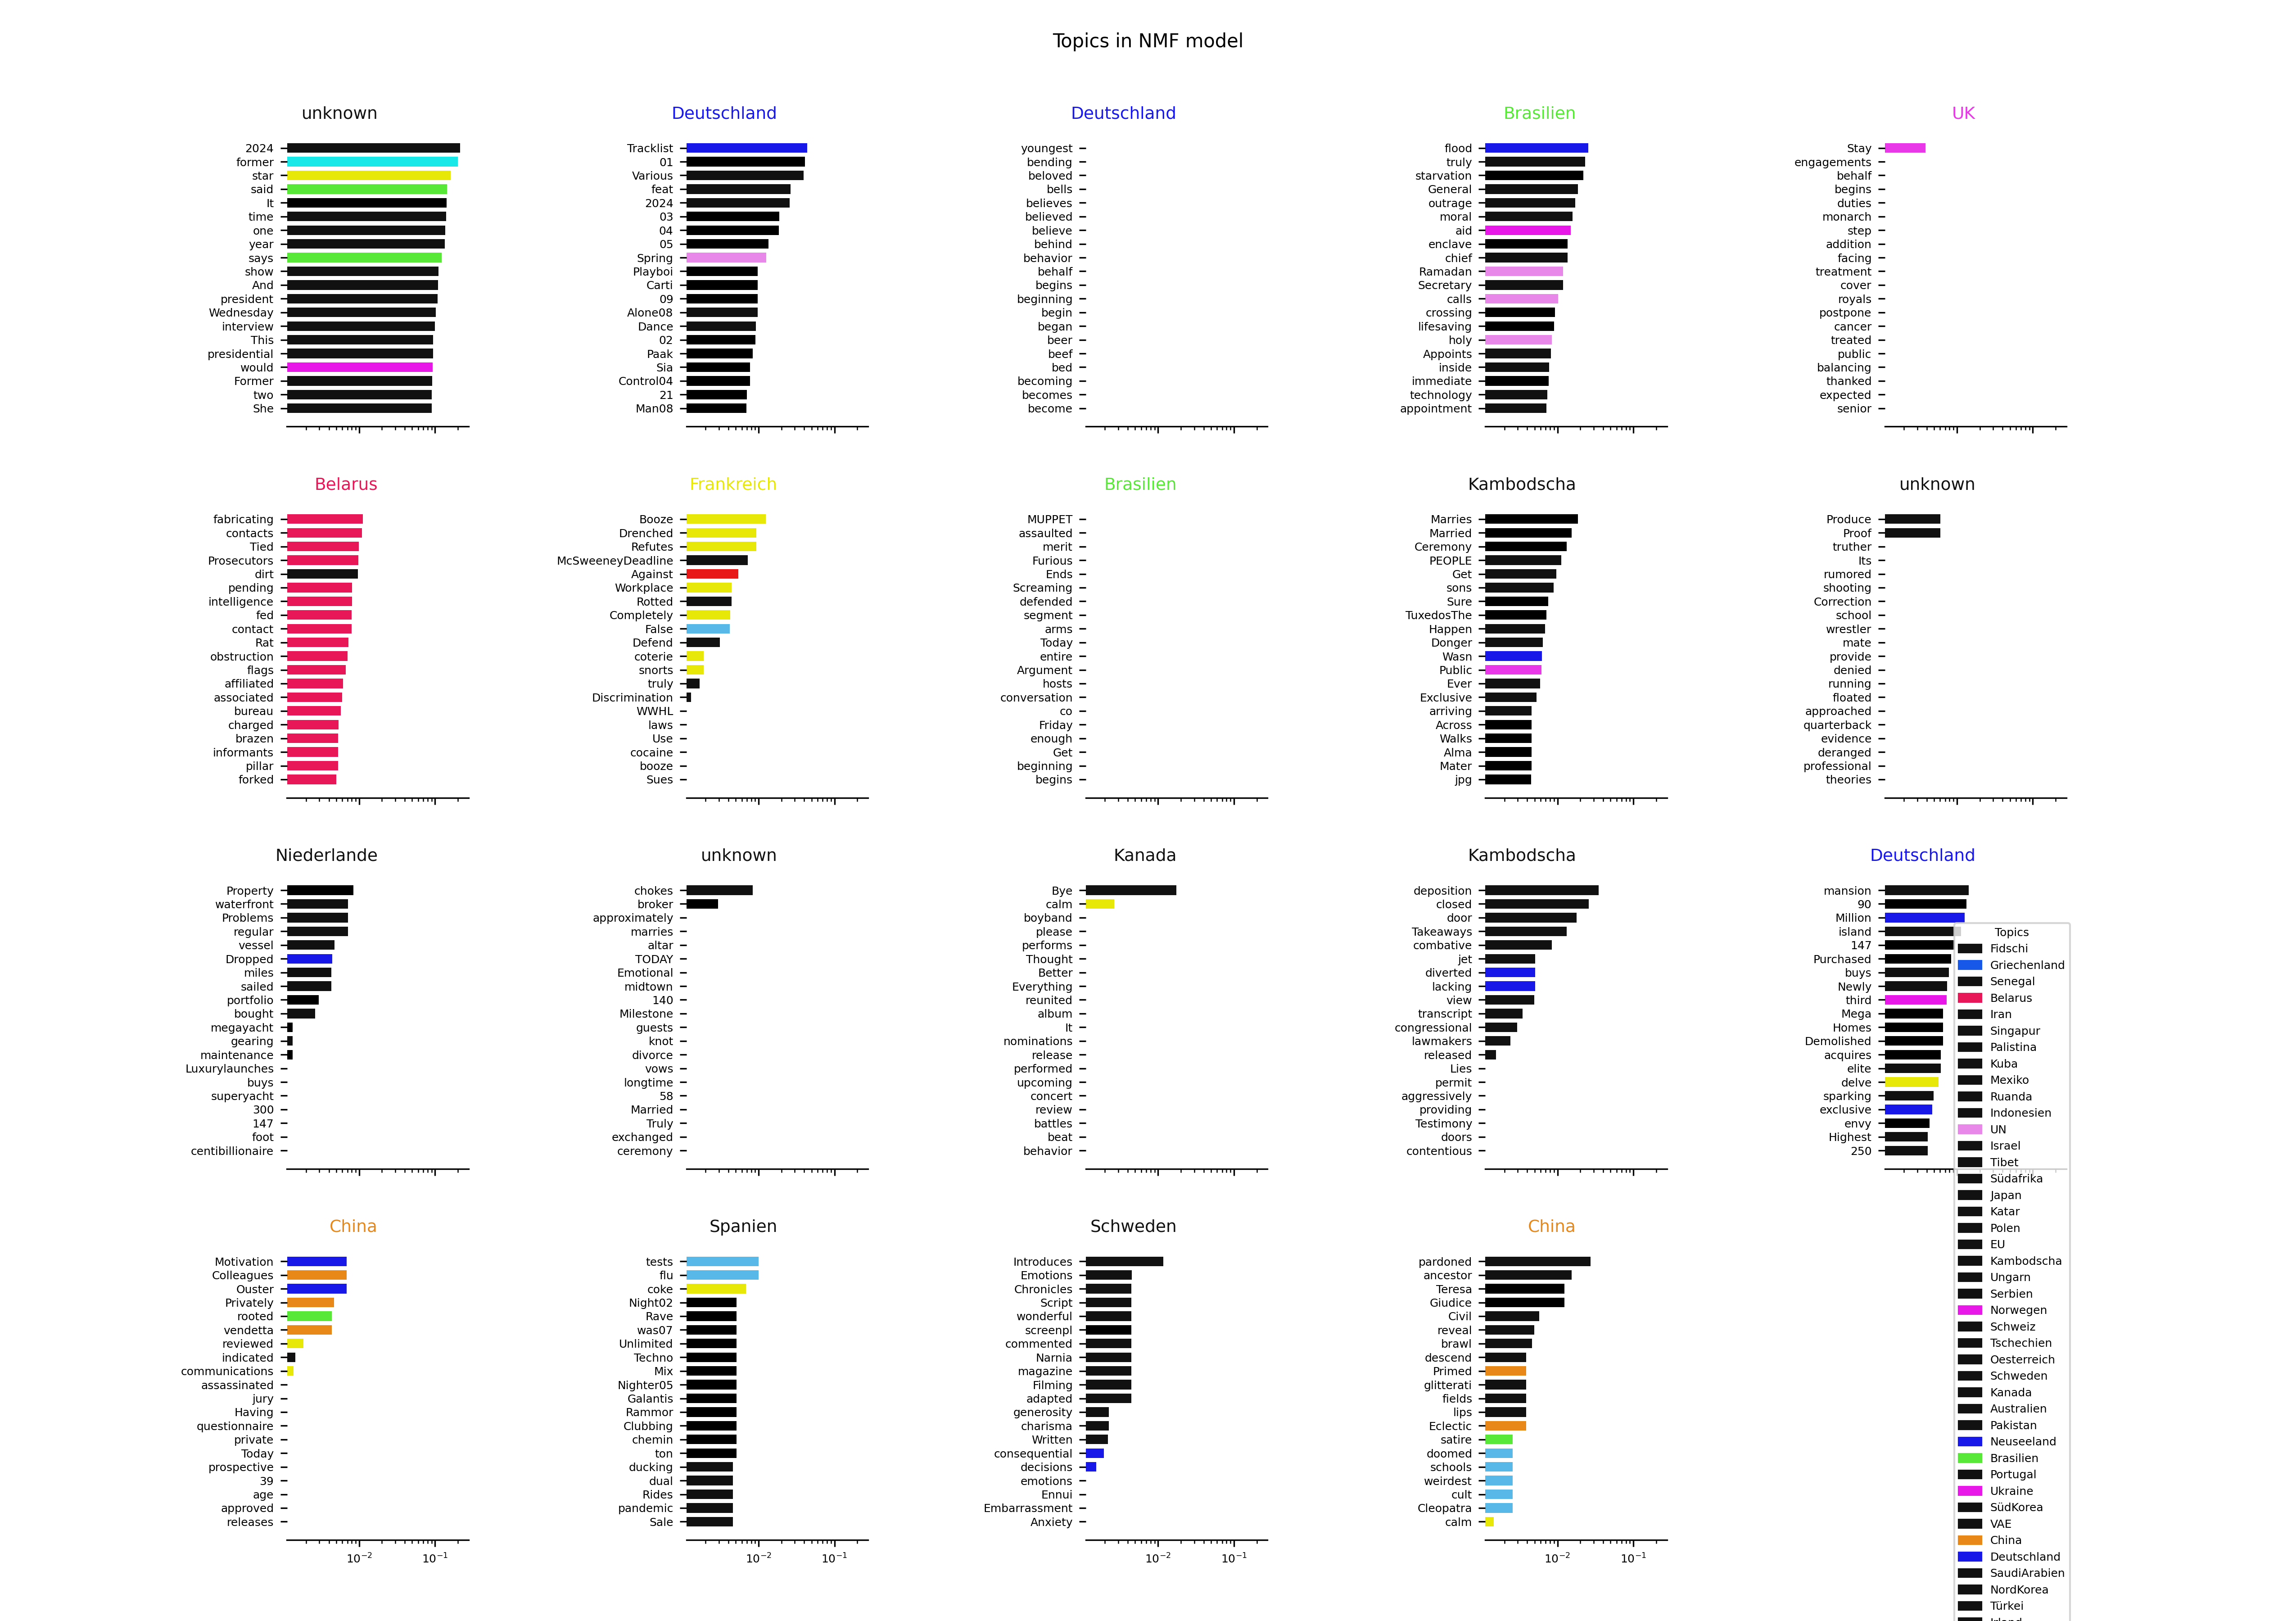 Topics in NMF model
unknown
2024
former
star
said
It
time
one
year
says
show
And
president
Wednesday
interview
This
presidential
would
Former
two
She
Deutschland
Tracklist
01
Various
feat
2024
03
04
05
Spring
Playboi
Carti
09
Alone08
Dance
02
Paak
Sia
Control04
21
Man08
Deutschland
youngest
bending
beloved
bells
believes
believed
believe
behind
behavior
behalf
begins
beginning
begin
began
beer
beef
bed
becoming
becomes
become
Brasilien
flood
truly
starvation
General
outrage
moral
aid
enclave
chief
Ramadan
Secretary
calls
crossing
lifesaving
holy
Appoints
inside
immediate
technology
appointment
UK
Stay
engagements
behalf
begins
duties
monarch
step
addition
facing
treatment
cover
royals
postpone
cancer
treated
public
balancing
thanked
expected
senior
Belarus
fabricating
contacts
Tied
Prosecutors
dirt
pending
intelligence
fed
contact
Rat
obstruction
flags
affiliated
associated
bureau
charged
brazen
informants
pillar
forked
Frankreich
Booze
Drenched
Refutes
McSweeneyDeadline
Against
Workplace
Rotted
Completely
False
Defend
coterie
snorts
truly
Discrimination
WWHL
laws
Use
cocaine
booze
Sues
Brasilien
MUPPET
assaulted
merit
Furious
Ends
Screaming
defended
segment
arms
Today
entire
Argument
hosts
conversation
co
Friday
enough
Get
beginning
begins
Kambodscha
Marries
Married
Ceremony
PEOPLE
Get
sons
Sure
TuxedosThe
Happen
Donger
Wasn
Public
Ever
Exclusive
arriving
Across
Walks
Alma
Mater
jpg
unknown
Produce
Proof
truther
Its
rumored
shooting
Correction
school
wrestler
mate
provide
denied
running
floated
approached
quarterback
evidence
deranged
professional
theories
Niederlande
Property
waterfront
Problems
regular
vessel
Dropped
miles
sailed
portfolio
bought
megayacht
gearing
maintenance
Luxurylaunches
buys
superyacht
300
147
foot
centibillionaire
unknown
chokes
broker
approximately
marries
altar
TODAY
Emotional
midtown
140
Milestone
guests
knot
divorce
vows
longtime
58
Married
Truly
exchanged
ceremony
Kanada
Bye
calm
boyband
please
performs
Thought
Better
Everything
reunited
album
It
nominations
release
performed
upcoming
concert
review
battles
beat
behavior
Kambodscha
deposition
closed
door
Takeaways
combative
jet
diverted
lacking
view
transcript
congressional
lawmakers
released
Lies
permit
aggressively
providing
Testimony
doors
contentious
Deutschland
mansion
90
Million
island
147
Purchased
buys
Newly
third
Mega
Homes
Demolished
acquires
elite
delve
sparking
exclusive
envy
Highest
250
China
Motivation
Colleagues
Ouster
Privately
rooted
vendetta
reviewed
indicated
communications
assassinated
jury
Having
questionnaire
private
Today
prospective
39
age
approved
releases
10⁻² 10⁻¹
Spanien
tests
flu
coke
Night02
Rave
was07
Unlimited
Techno
Mix
Nighter05
Galantis
Rammor
Clubbing
chemin
ton
ducking
dual
Rides
pandemic
Sale
10⁻² 10⁻¹
Schweden
Introduces
Emotions
Chronicles
Script
wonderful
screenpl
commented
Narnia
magazine
Filming
adapted
generosity
charisma
Written
consequential
decisions
emotions
Ennui
Embarrassment
Anxiety
10⁻² 10⁻¹
China
pardoned
ancestor
Teresa
Giudice
Civil
reveal
brawl
descend
Primed
glitterati
fields
lips
Eclectic
satire
doomed
schools
weirdest
cult
Cleopatra
calm
10⁻² 10⁻¹
Topics
Fidschi
Griechenland
Senegal
Belarus
Iran
Singapur
Palistina
Kuba
Mexiko
Ruanda
Indonesien
UN
Israel
Tibet
Südafrika
Japan
Katar
Polen
EU
Kambodscha
Ungarn
Serbien
Norwegen
Schweiz
Tschechien
Oesterreich
Schweden
Kanada
Australien
Pakistan
Neuseeland
Brasilien
Portugal
Ukraine
SüdKorea
VAE
China
Deutschland
SaudiArabien
NordKorea
Türkei